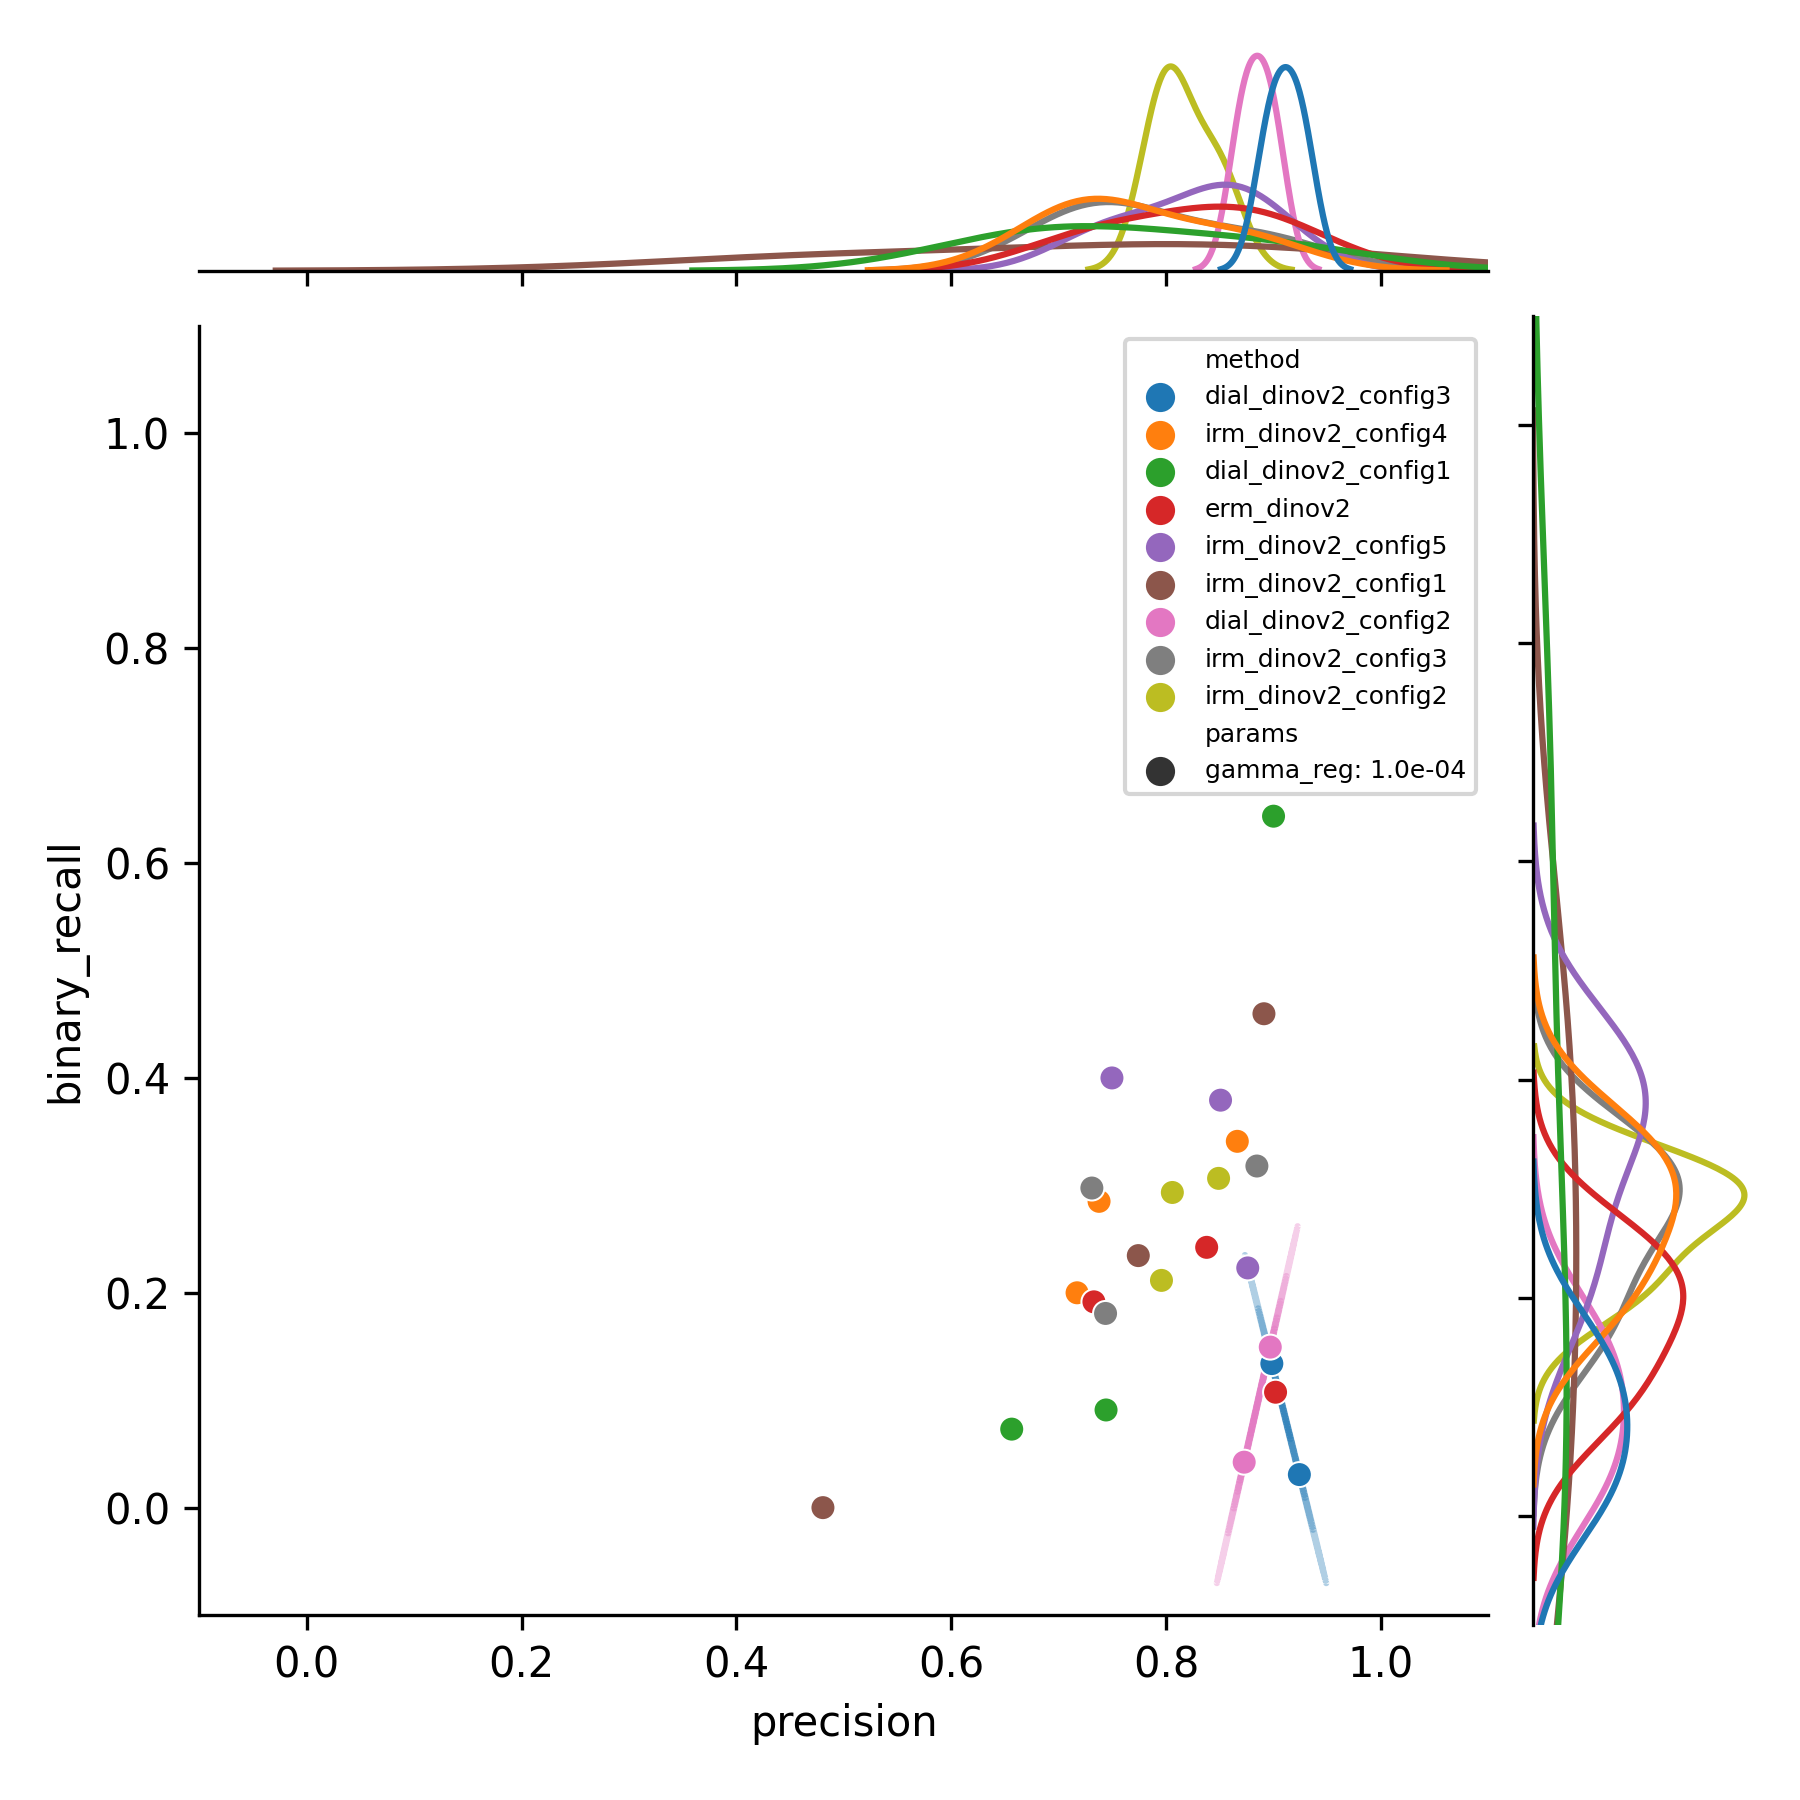 method
dial_dinov2_config3
irm_dinov2_config4
dial_dinov2_config1
erm_dinov2
irm_dinov2_config5
irm_dinov2_config1
dial_dinov2_config2
irm_dinov2_config3
irm_dinov2_config2
params
gamma_reg: 1.0e-04
1.0
0.8
0.6
0.4
0.2
0.0
binary_recall
0.0 0.2 0.4 0.6 0.8 1.0
precision